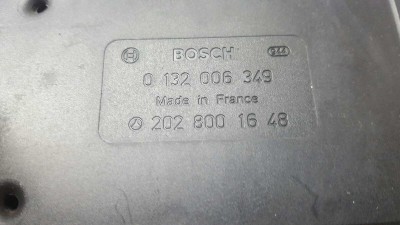 BOSCH
0 132 006 349
Made in France
202 800 16 48